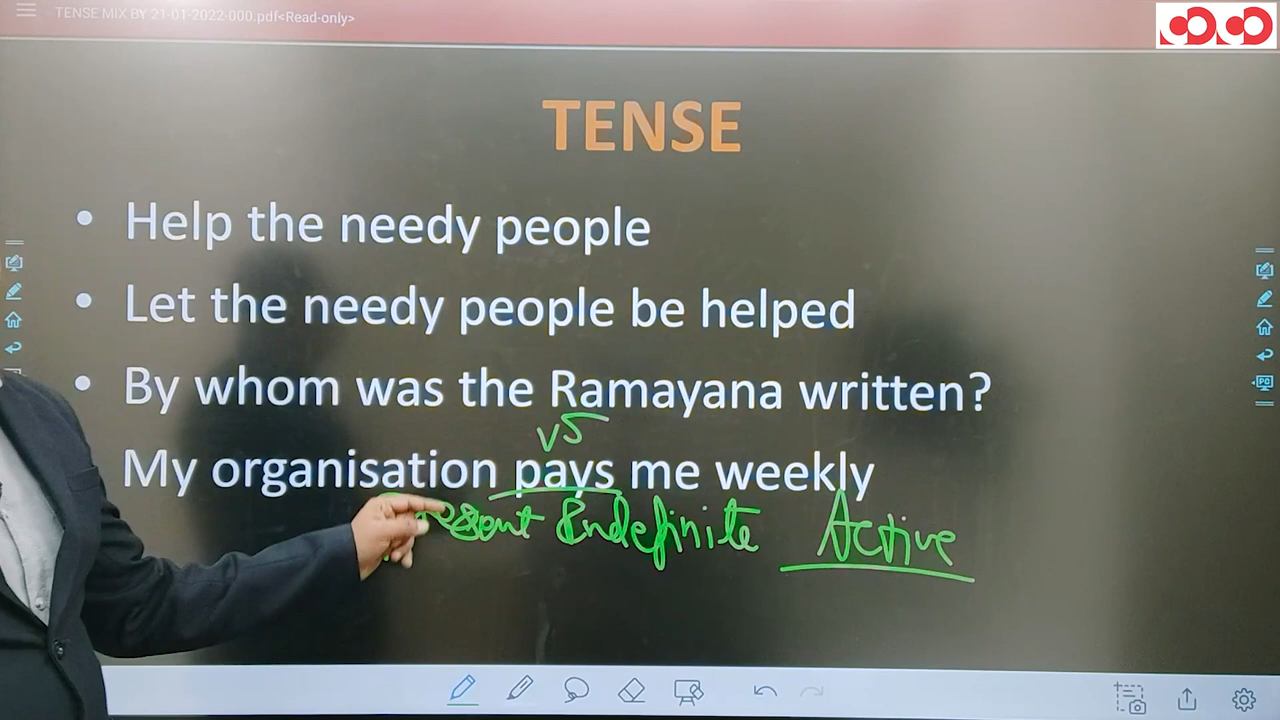 TENSE MIX BY 21-01-2022-000.pdf<Read-only>
TENSE
• Help the needy people
• Let the needy people be helped
• By whom was the Ramayana written?
V5
My organisation pays me weekly
Indefinite Active